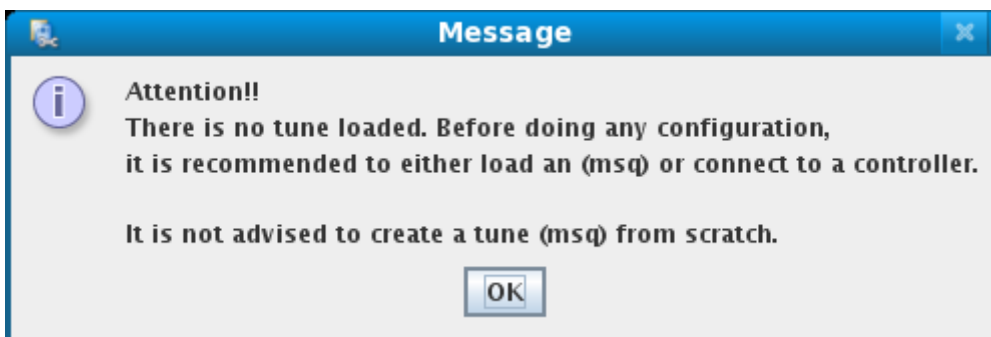 Message
Attention!!
There is no tune loaded. Before doing any configuration,
it is recommended to either load an (msq) or connect to a controller.
It is not advised to create a tune (msq) from scratch.
OK